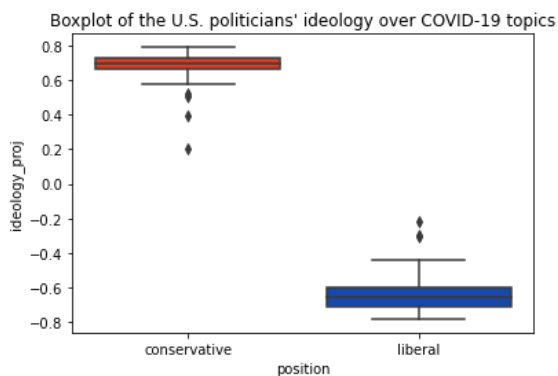 Boxplot of the U.S. politicians' ideology over COVID-19 topics
0.8
0.6
0.4
0.2
0.0
−0.2
−0.4
−0.6
−0.8
ideology_proj
conservative liberal
position